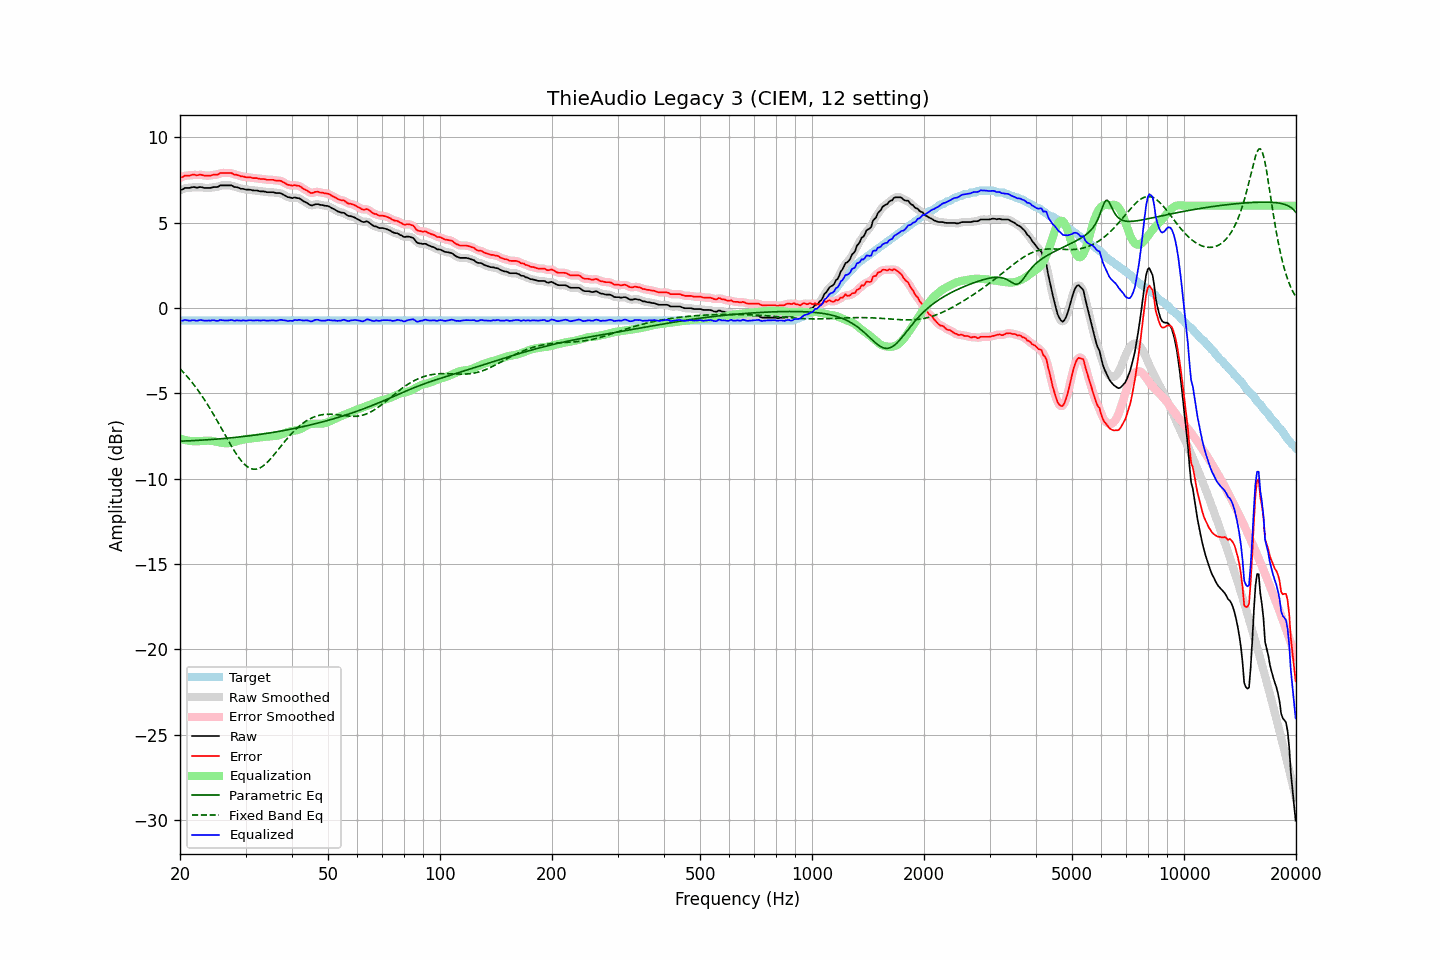 ThieAudio Legacy 3 (CIEM, 12 setting)
10
5
0
−5
−10
−15
−20
−25
−30
Amplitude (dBr)
Target
Raw Smoothed
Error Smoothed
Raw
Error
Equalization
Parametric Eq
Fixed Band Eq
Equalized
20
50
100
200
500
1000
2000
5000
10000
20000
Frequency (Hz)